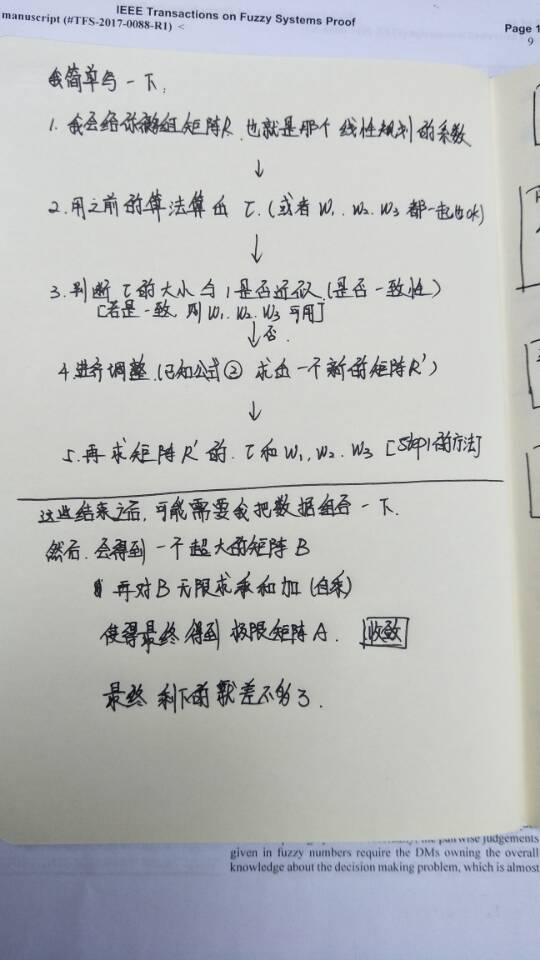 IEEE Transactions on Fuzzy Systems Proof
manuscript (#TFS-2017-0088-R1) <
Page 1
9
我简单写一下:
1. 我会给你组矩阵R. 也就是那个 线性规划的系数
↓
2. 用之前的算法算出 τ. (或者 W₁. W₂. W₃ 都一起也ok)
↓
3. 判断 τ的大小与1是否近似. (是否一致性)
[若是一致, 则 W₁. W₂. W₃ 可用]
↓否.
4. 进行调整. (已知公式② 求出一个新的矩阵R')
↓
5. 再求矩阵R'的. τ和 W₁, W₂. W₃ [Step1的方法]
这些结束之后, 可能需要我把数据组合一下.
然后. 会得到一个超大的矩阵B
再对B无限求乘和加 (自乘)
使得最终得到 极限矩阵A. 收敛
最终 剩下的就差不多了.
pairwise judgements
given in fuzzy numbers require the DMs owning the overall
knowledge about the decision making problem, which is almost